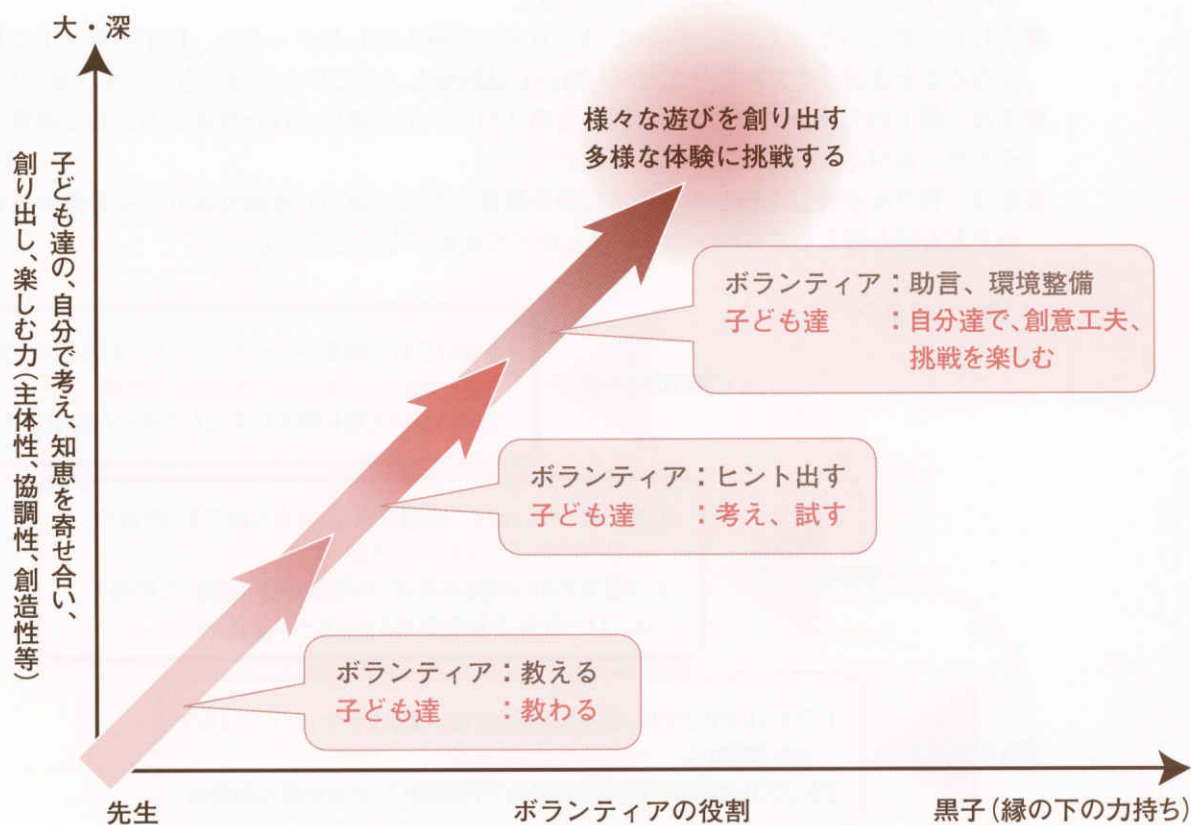 大・深
子ども達の、自分で考え、知恵を寄せ合い、
創り出し、楽しむ力(主体性、協調性、創造性等)
様々な遊びを創り出す
多様な体験に挑戦する
ボランティア：助言、環境整備
子ども達　　：自分達で、創意工夫、
挑戦を楽しむ
ボランティア：ヒント出す
子ども達　　：考え、試す
ボランティア：教える
子ども達　　：教わる
先生
ボランティアの役割
黒子(縁の下の力持ち)